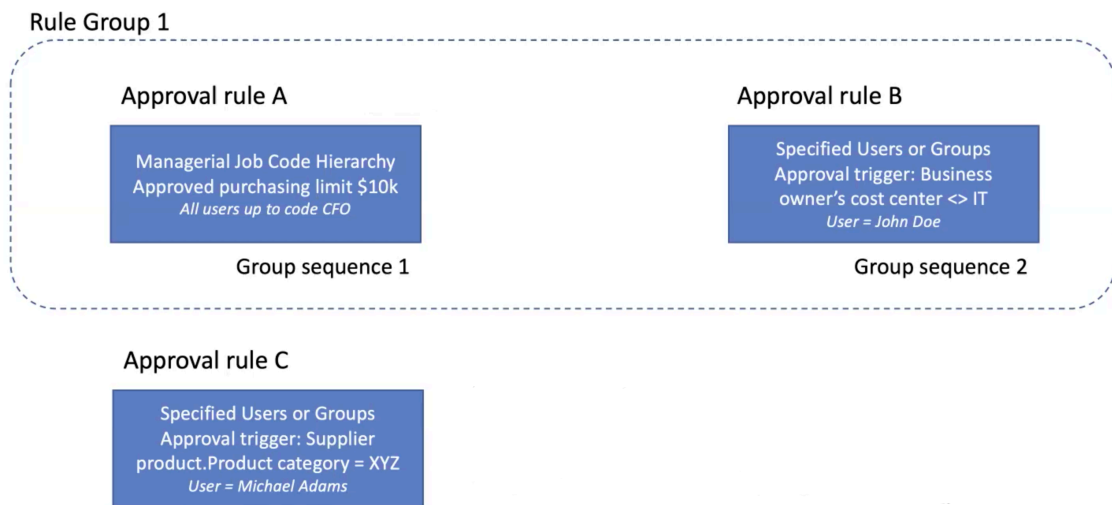 Rule Group 1
Approval rule A
Managerial Job Code Hierarchy
Approved purchasing limit $10k
All users up to code CFO
Group sequence 1
Approval rule B
Specified Users or Groups
Approval trigger: Business
owner's cost center <> IT
User = John Doe
Group sequence 2
Approval rule C
Specified Users or Groups
Approval trigger: Supplier
product.Product category = XYZ
User = Michael Adams